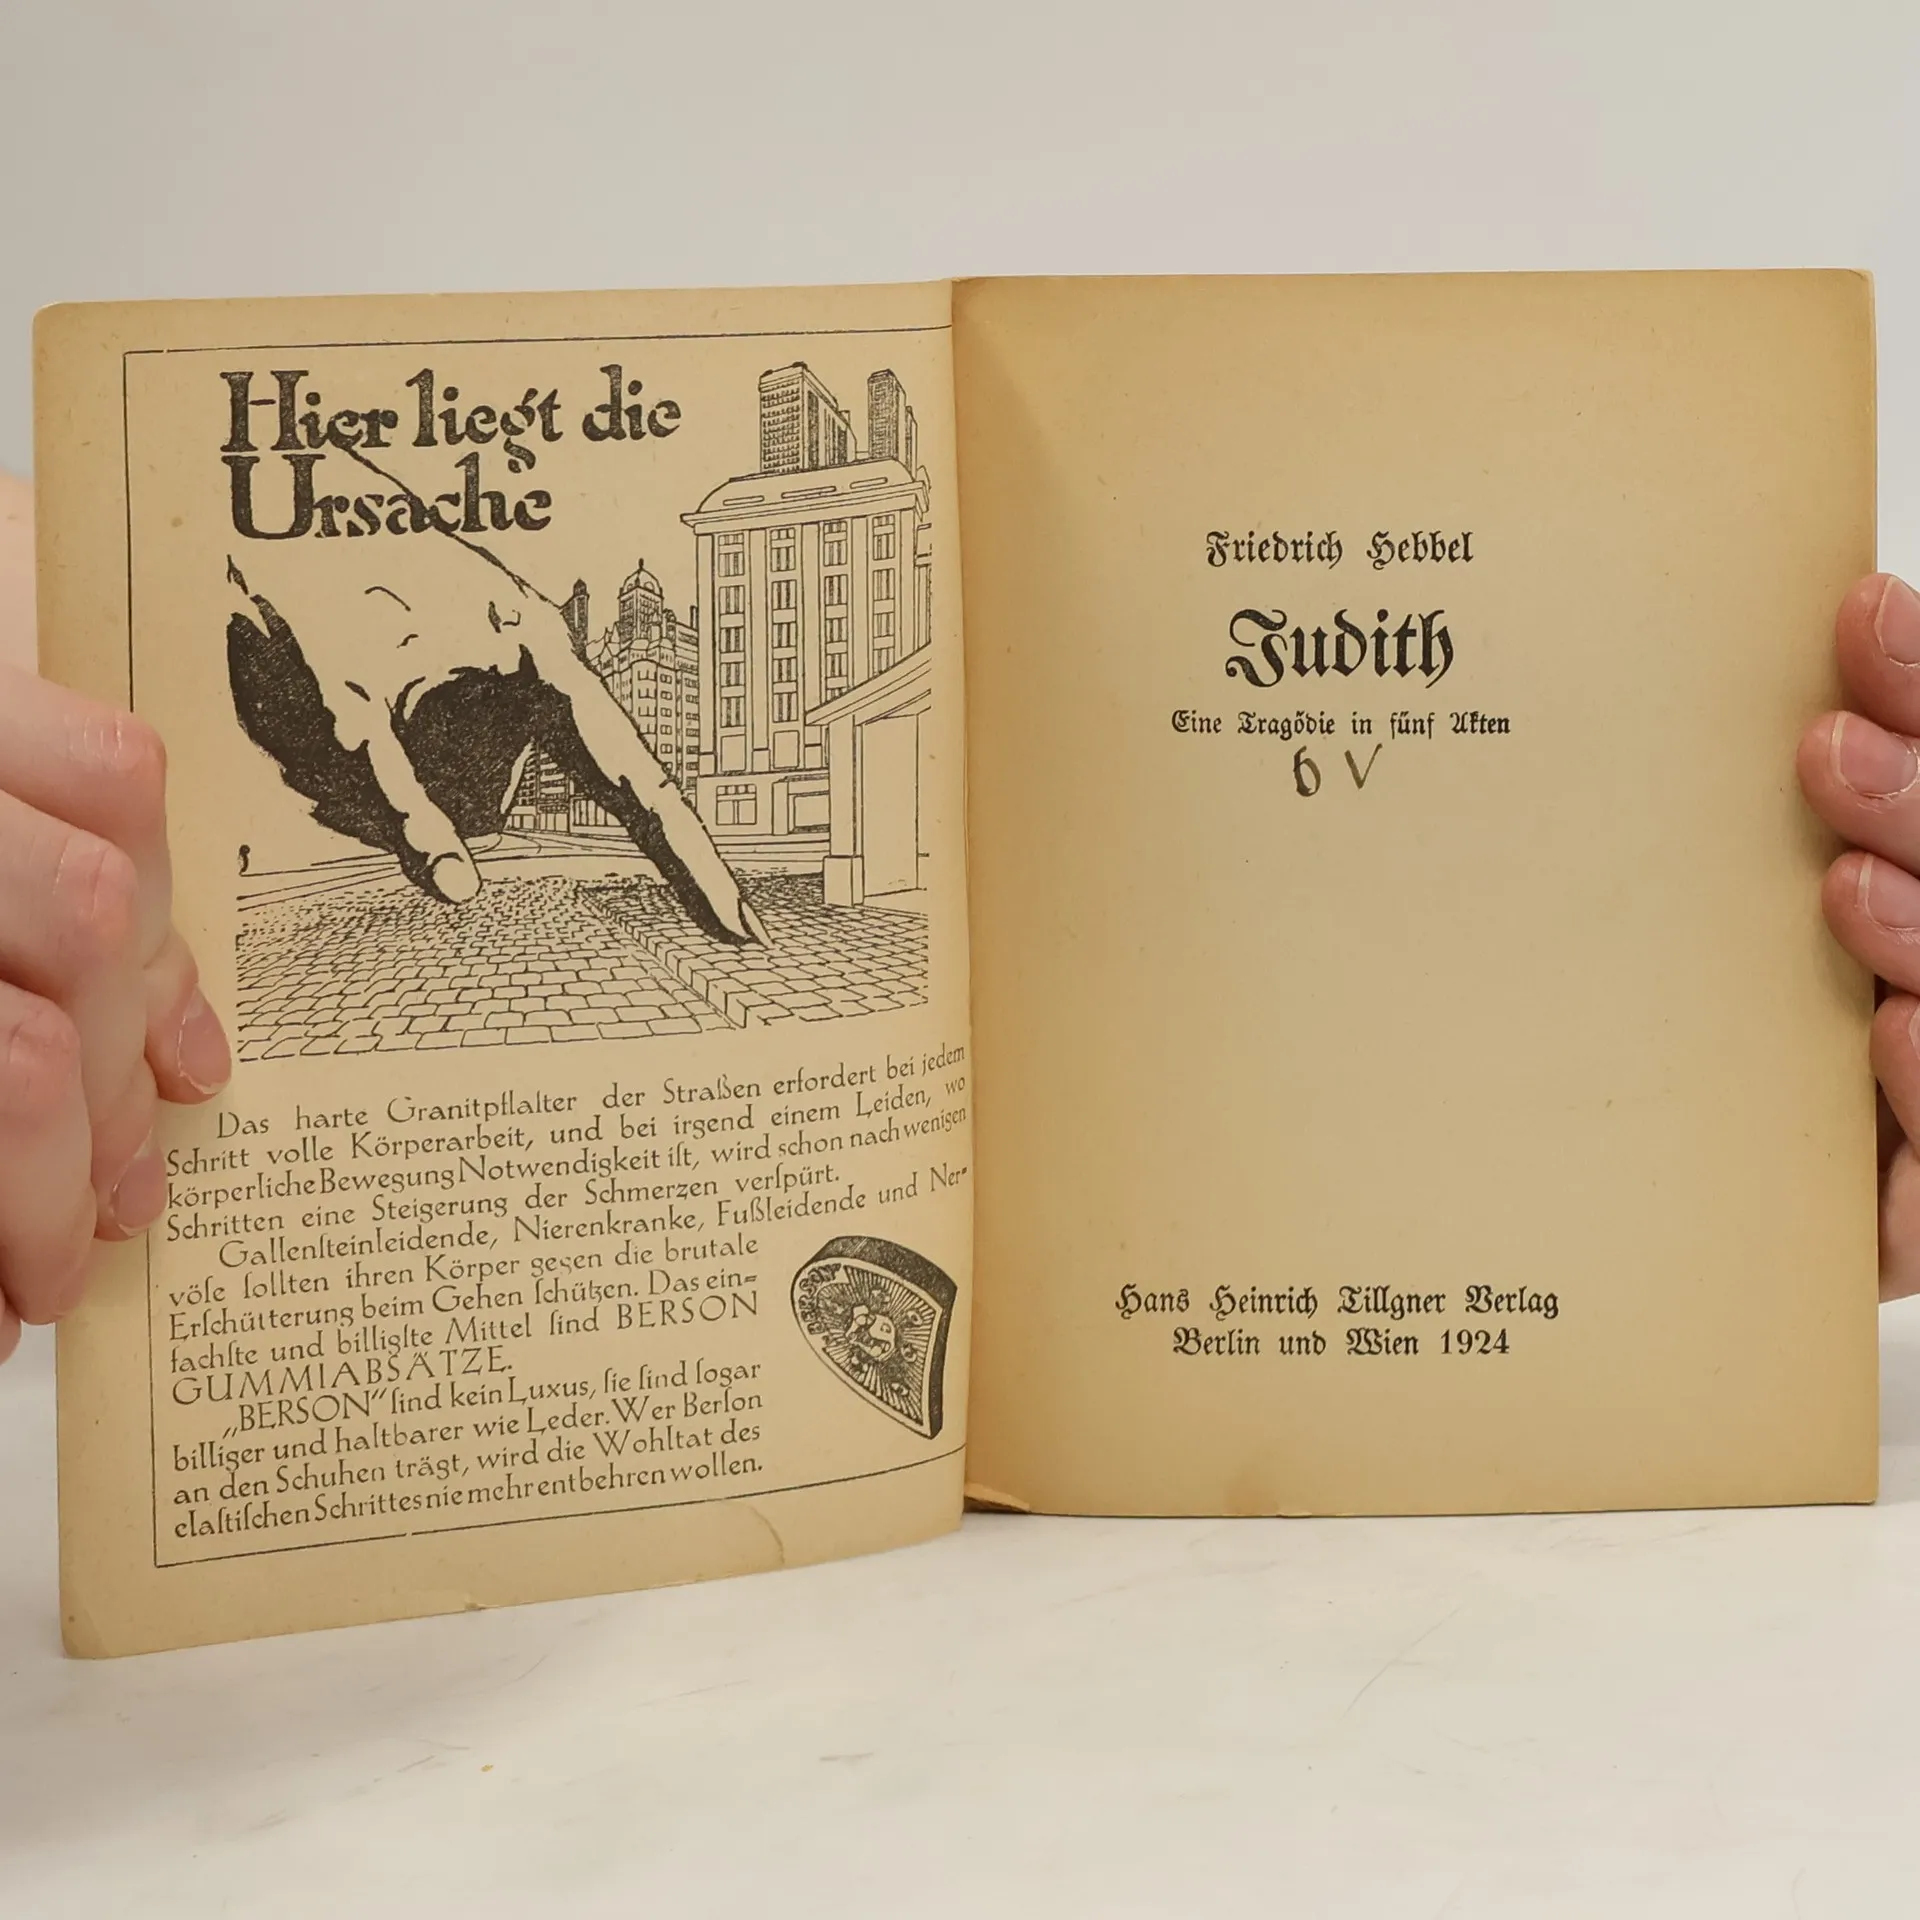 Hier liegt die
Ursache
Das harte Granitpflaſter der Straßen erfordert bei jedem
Schritt volle Körperarbeit, und bei irgend einem Leiden, wo
körperliche Bewegung Notwendigkeit iſt, wird schon nach wenigen
Schritten eine Steigerung der Schmerzen verſpürt.
Gallenſteinleidende, Nierenkranke, Fußleidende und Ner-
vöſe ſollten ihren Körper gegen die brutale
Erſchütterung beim Gehen ſchützen. Das ein-
fachſte und billigſte Mittel ſind BERSON
GUMMIABSÄTZE.
„BERSON“ ſind kein Luxus, ſie ſind ſogar
billiger und haltbarer wie Leder. Wer Berſon
an den Schuhen trägt, wird die Wohltat des
elaſtiſchen Schrittes nie mehr entbehren wollen.
BERSON
Friedrich Hebbel
Judith
Eine Tragödie in fünf Akten
6 V
Hans Heinrich Tillgner Verlag
Berlin und Wien 1924